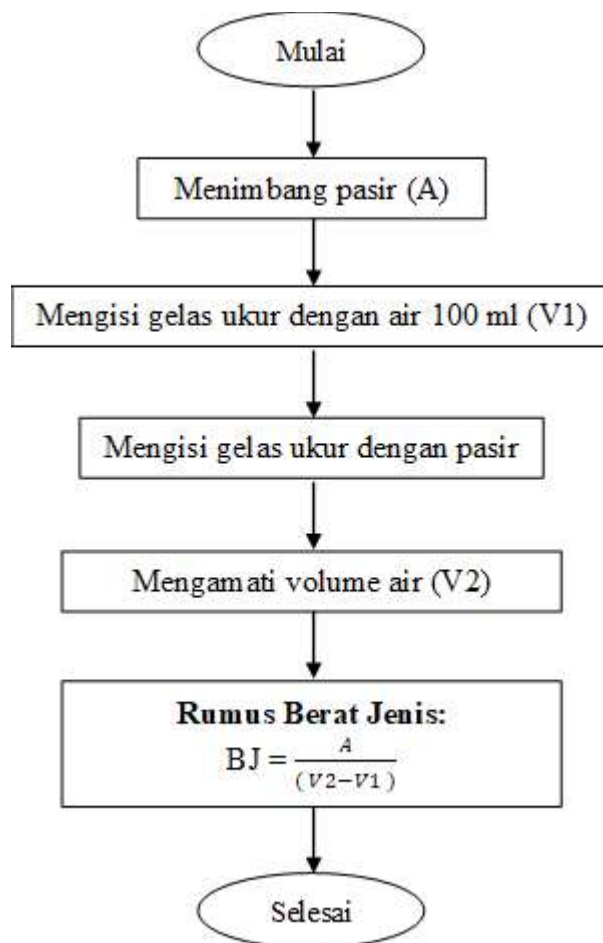 Mulai
Menimbang pasir (A)
Mengisi gelas ukur dengan air 100 ml (V1)
Mengisi gelas ukur dengan pasir
Mengamati volume air (V2)
Rumus Berat Jenis:
BJ = A / (V2−V1)
Selesai